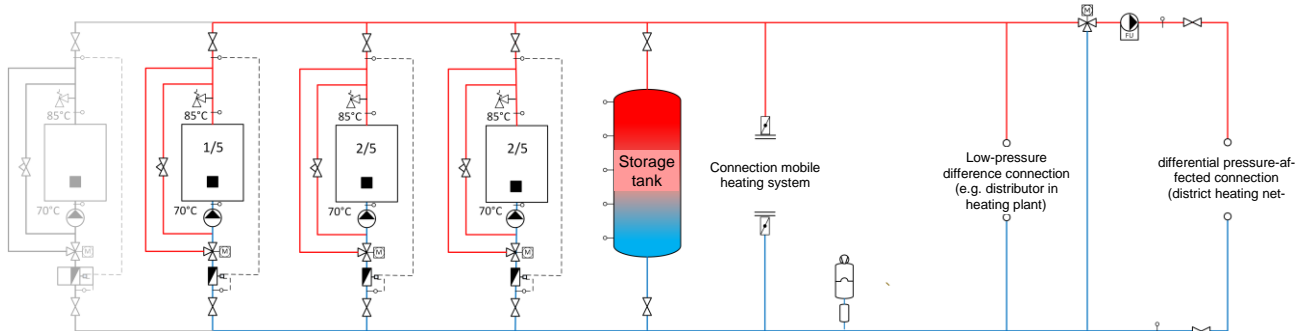 M
FU
85°C
85°C
85°C
85°C
1/5
2/5
2/5
Storage
tank
Connection mobile
heating system
Low-pressure
difference connection
(e.g. distributor in
heating plant)
differential pressure-af-
fected connection
(district heating net-
70°C
70°C
70°C
70°C
M
M
M
M